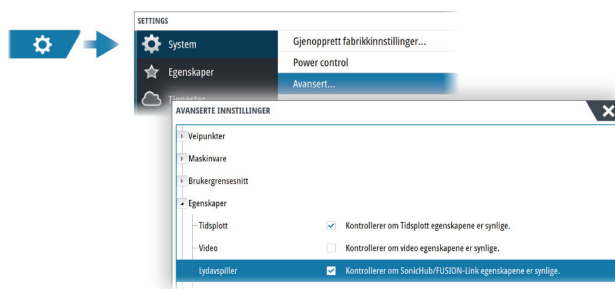 SETTINGS
System
Gjenopprett fabrikkinnstillinger...
Power control
Egenskaper
Avansert...
Tjenester
AVANSERTE INNSTILLINGER
Veipunkter
Maskinvare
Brukergrensesnitt
Egenskaper
Tidsplott
Kontrollerer om Tidsplott egenskapene er synlige.
Video
Kontrollerer om video egenskapene er synlige.
Lydavspiller
Kontrollerer om SonicHub/FUSION-Link egenskapene er synlige.